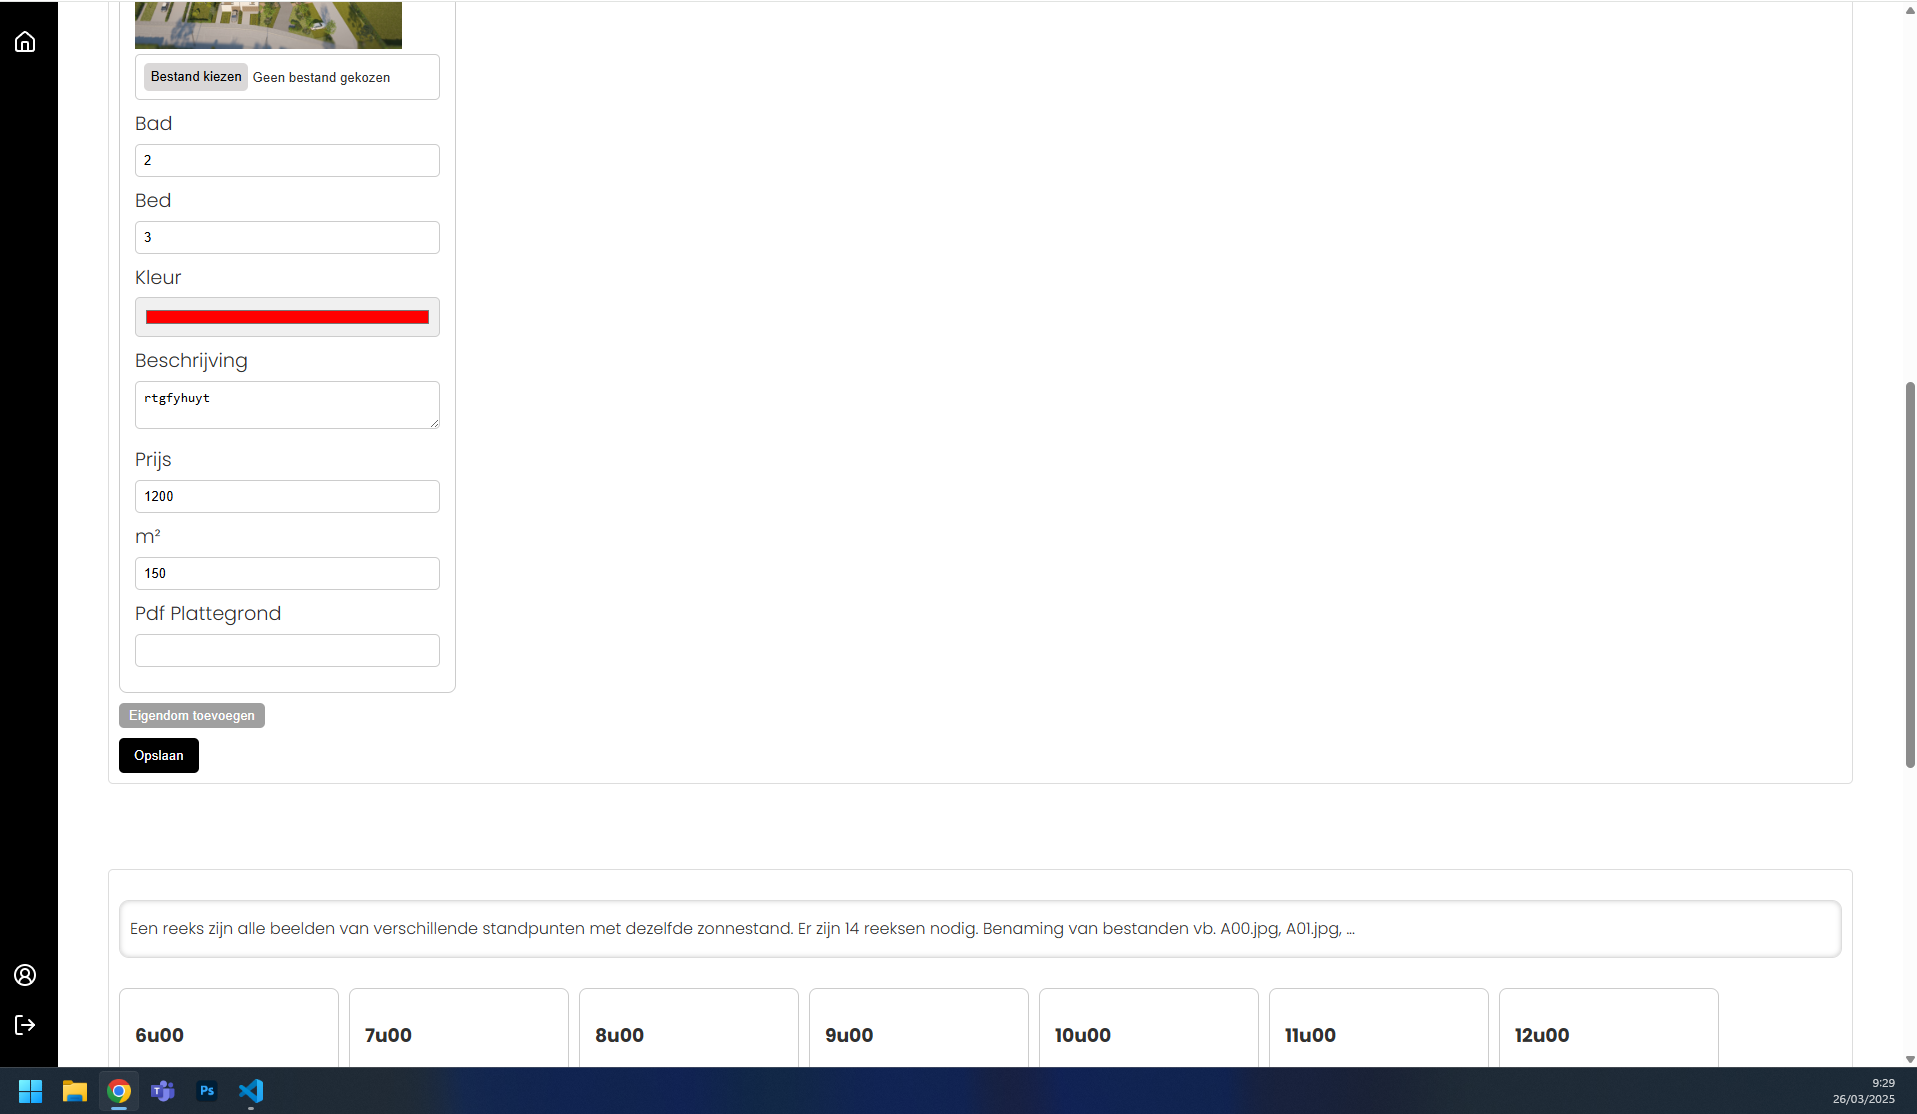 Bestand kiezen Geen bestand gekozen
Bad
2
Bed
3
Kleur
Beschrijving
rtgfyhuyt
Prijs
1200
m²
150
Pdf Plattegrond
Eigendom toevoegen
Opslaan
Een reeks zijn alle beelden van verschillende standpunten met dezelfde zonnestand. Er zijn 14 reeksen nodig. Benaming van bestanden vb. A00.jpg, A01.jpg, ...
6u00 7u00 8u00 9u00 10u00 11u00 12u00
T Ps
9:29
26/03/2025